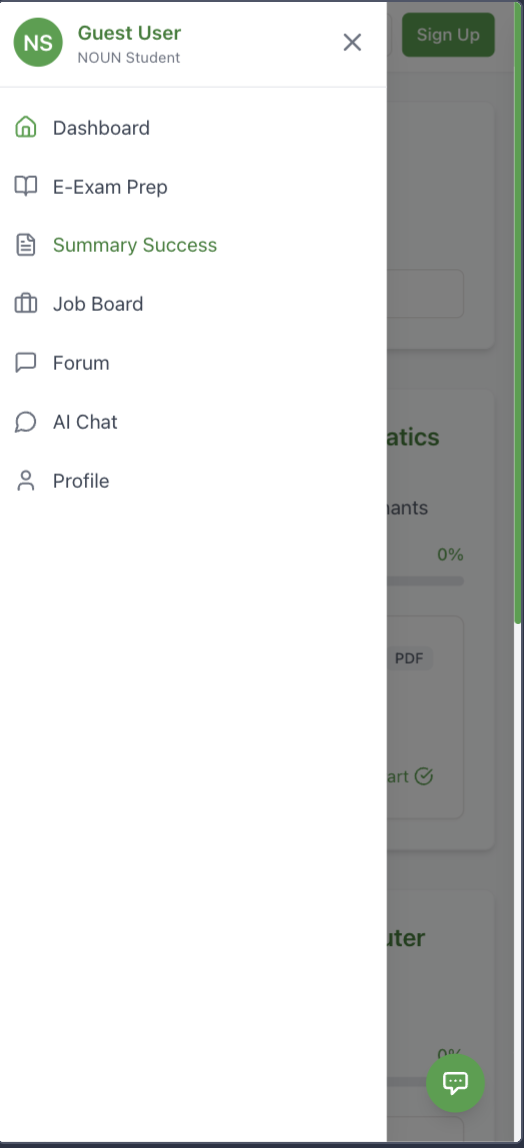 NS
Guest User
NOUN Student
Sign Up
Dashboard
E-Exam Prep
Summary Success
Job Board
Forum
AI Chat
Profile
atics
ants
0%
PDF
art
uter
0%